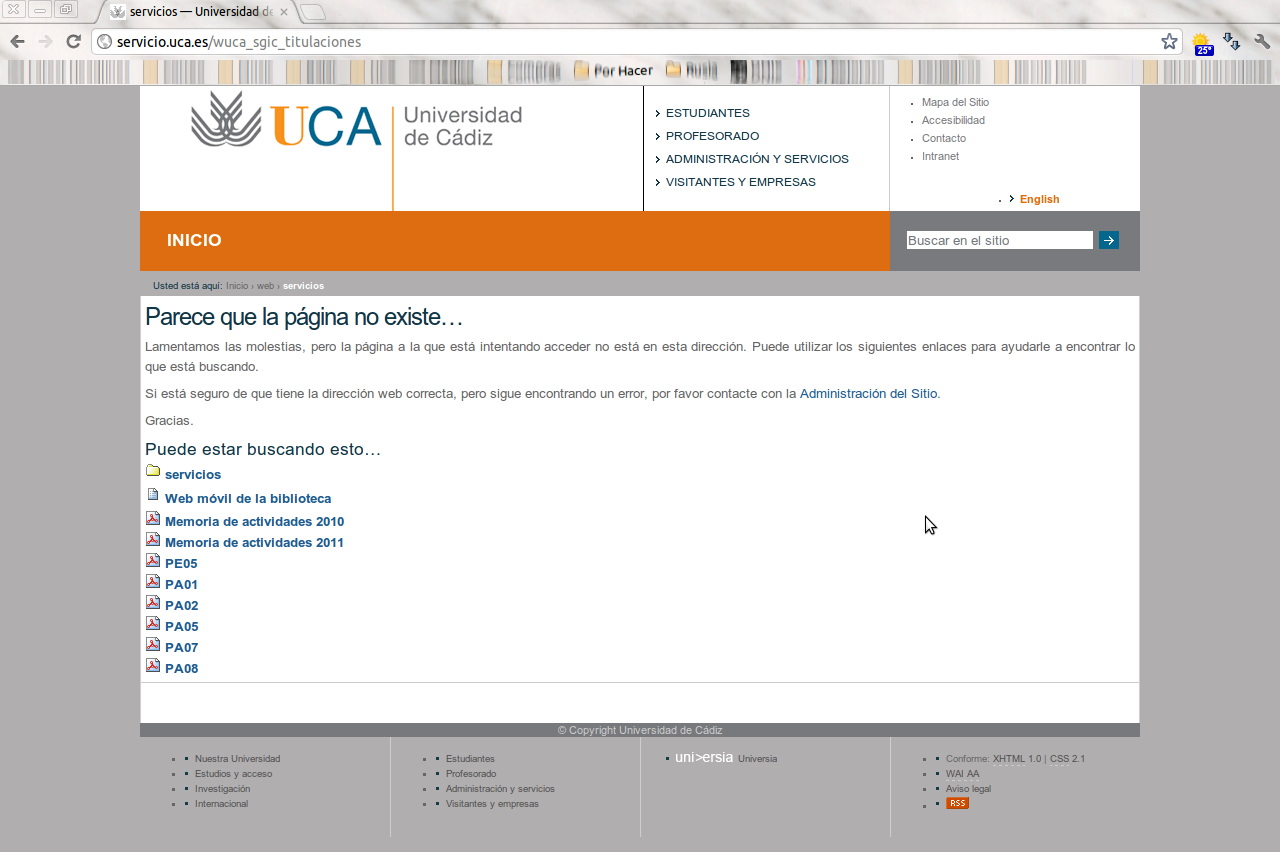 servicios — Universidad de
servicio.uca.es/wuca_sgic_titulaciones
25°
Por Hacer
UCA
Universidad
de Cádiz
ESTUDIANTES
PROFESORADO
ADMINISTRACIÓN Y SERVICIOS
VISITANTES Y EMPRESAS
Mapa del Sitio
Accesibilidad
Contacto
Intranet
English
INICIO
Buscar en el sitio
Usted está aquí: Inicio › web › servicios
Parece que la página no existe…
Lamentamos las molestias, pero la página a la que está intentando acceder no está en esta dirección. Puede utilizar los siguientes enlaces para ayudarle a encontrar lo
que está buscando.
Si está seguro de que tiene la dirección web correcta, pero sigue encontrando un error, por favor contacte con la Administración del Sitio.
Gracias.
Puede estar buscando esto…
servicios
Web móvil de la biblioteca
Memoria de actividades 2010
Memoria de actividades 2011
PE05
PA01
PA02
PA05
PA07
PA08
© Copyright Universidad de Cádiz
Nuestra Universidad
Estudios y acceso
Investigación
Internacional
Estudiantes
Profesorado
Administración y servicios
Visitantes y empresas
uni>ersia Universia
Conforme: XHTML 1.0 | CSS 2.1
WAI AA
Aviso legal
RSS